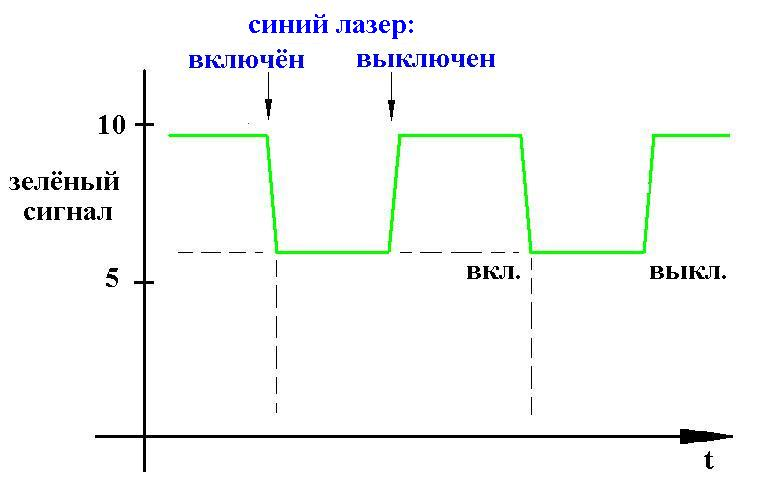 синий лазер:
включён выключен
10
зелёный
сигнал
5
вкл. выкл.
t